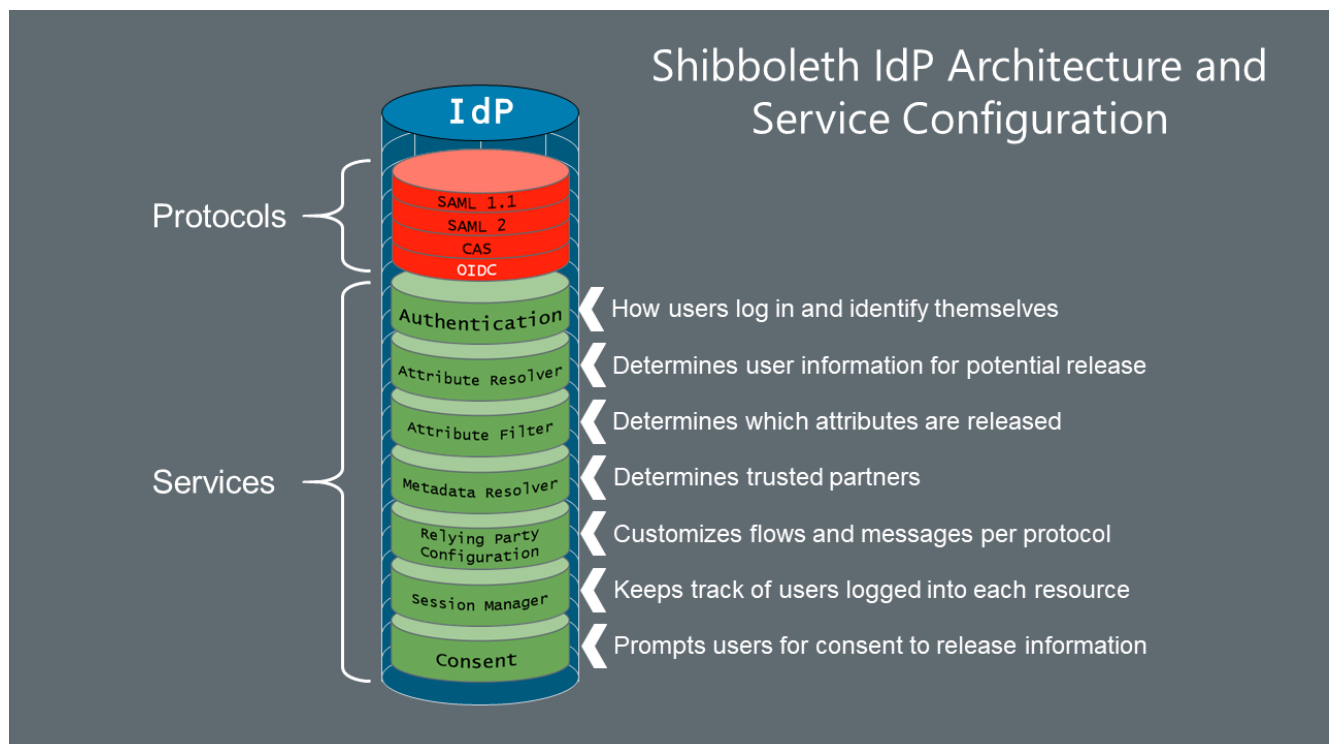 Shibboleth IdP Architecture and
Service Configuration
IdP
Protocols
SAML 1.1
SAML 2
CAS
OIDC
Services
Authentication
How users log in and identify themselves
Attribute Resolver
Determines user information for potential release
Attribute Filter
Determines which attributes are released
Metadata Resolver
Determines trusted partners
Relying Party
Configuration
Customizes flows and messages per protocol
Session Manager
Keeps track of users logged into each resource
Consent
Prompts users for consent to release information